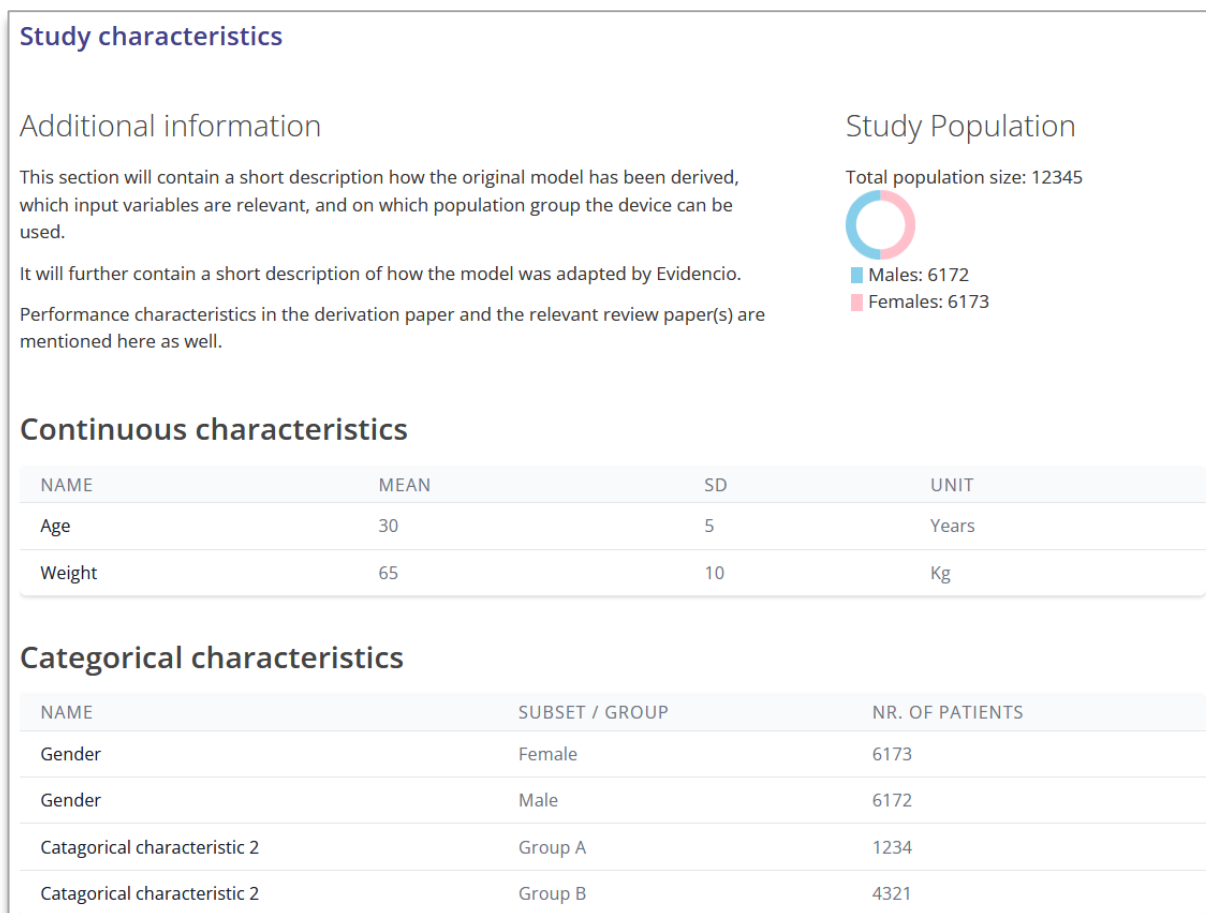 Study characteristics
Additional information
This section will contain a short description how the original model has been derived,
which input variables are relevant, and on which population group the device can be
used.
It will further contain a short description of how the model was adapted by Evidencio.
Performance characteristics in the derivation paper and the relevant review paper(s) are
mentioned here as well.
Study Population
Total population size: 12345
Males: 6172
Females: 6173
Continuous characteristics
NAME MEAN SD UNIT
Age 30 5 Years
Weight 65 10 Kg
Categorical characteristics
NAME SUBSET / GROUP NR. OF PATIENTS
Gender Female 6173
Gender Male 6172
Catagorical characteristic 2 Group A 1234
Catagorical characteristic 2 Group B 4321